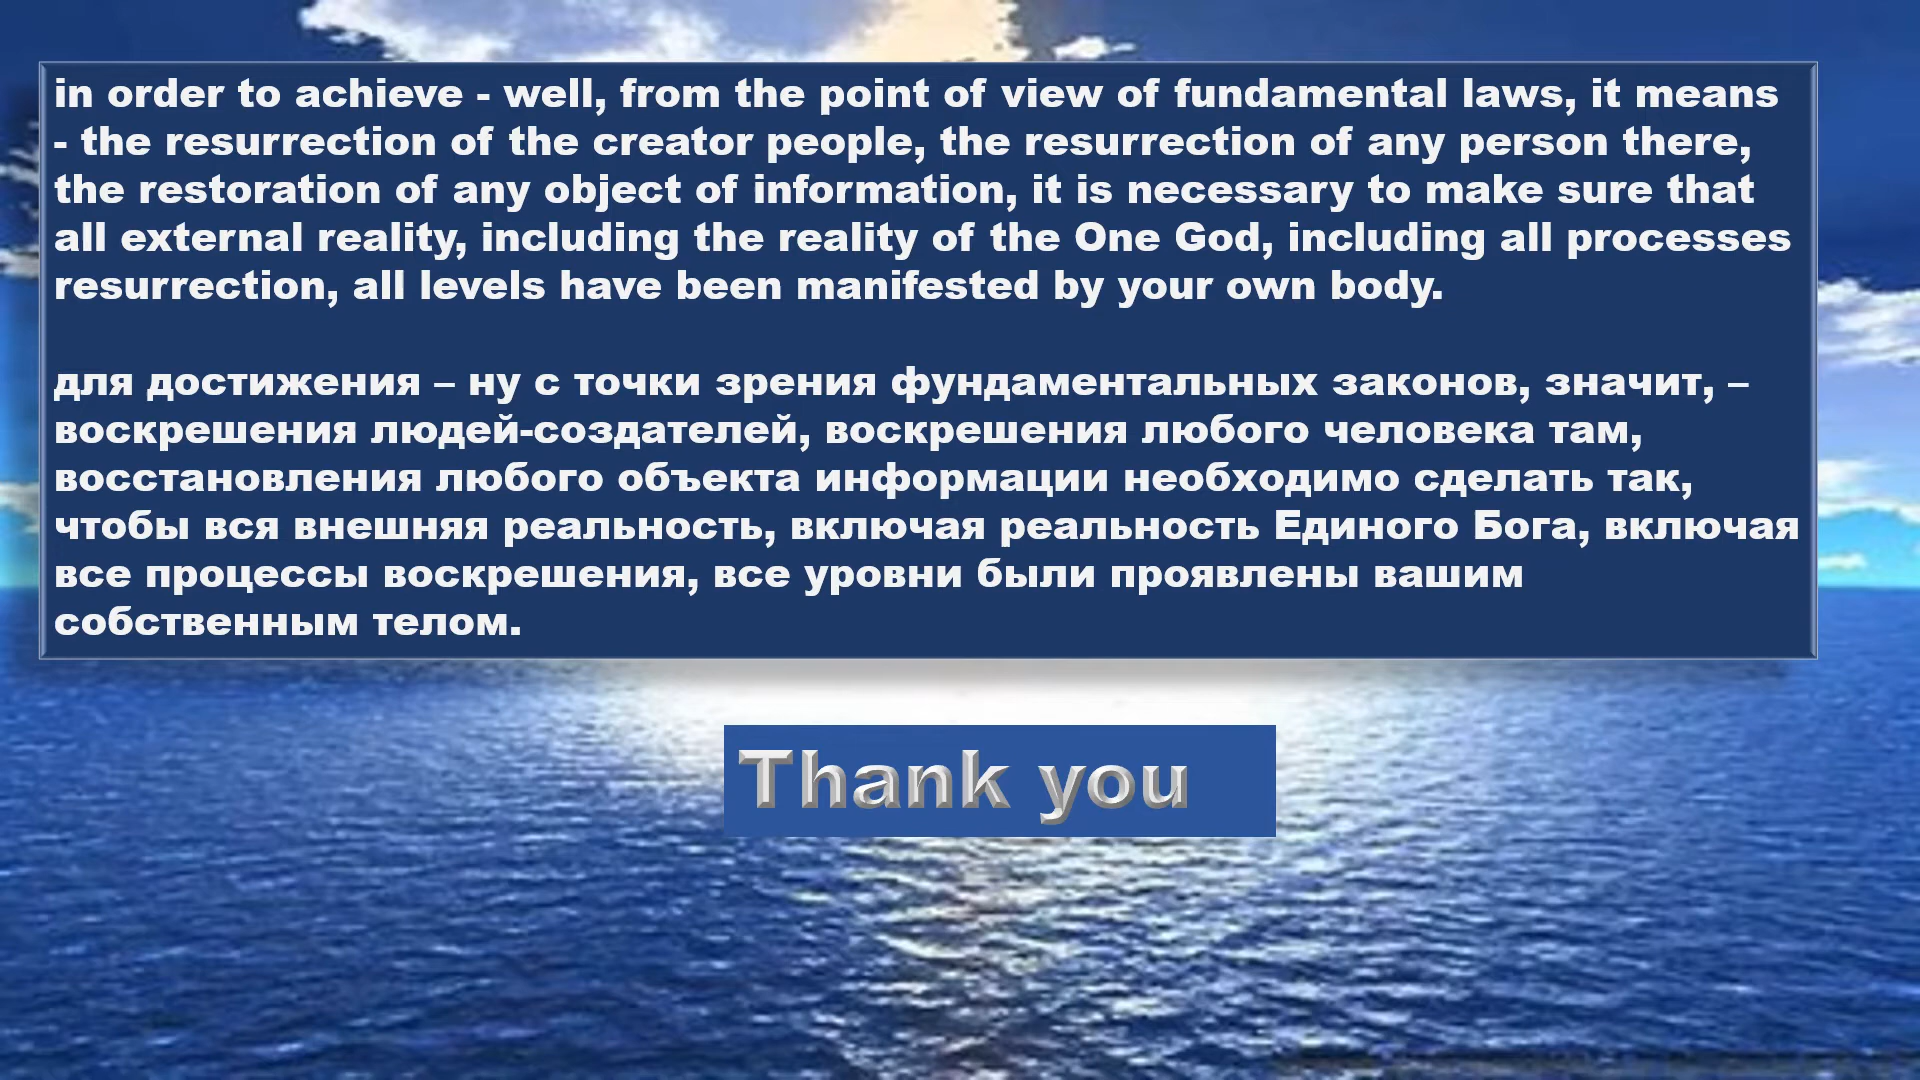 in order to achieve - well, from the point of view of fundamental laws, it means
- the resurrection of the creator people, the resurrection of any person there,
the restoration of any object of information, it is necessary to make sure that
all external reality, including the reality of the One God, including all processes
resurrection, all levels have been manifested by your own body.
для достижения – ну с точки зрения фундаментальных законов, значит, –
воскрешения людей-создателей, воскрешения любого человека там,
восстановления любого объекта информации необходимо сделать так,
чтобы вся внешняя реальность, включая реальность Единого Бога, включая
все процессы воскрешения, все уровни были проявлены вашим
собственным телом.
Thank you